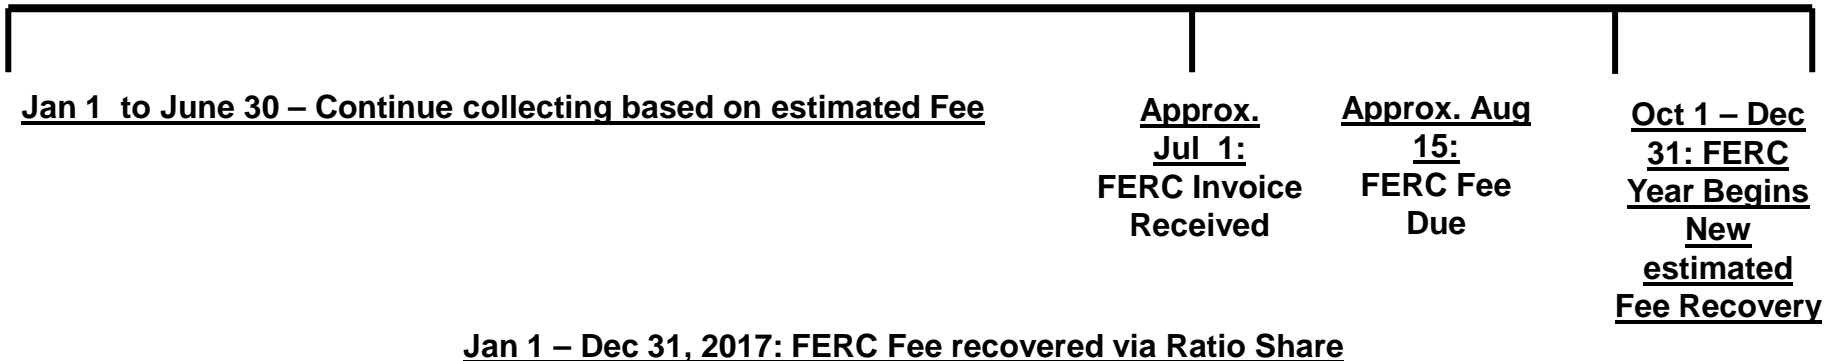 Jan 1  to June 30 – Continue collecting based on estimated Fee
Approx.
Jul  1:
FERC Invoice
Received
Approx. Aug
15:
FERC Fee
Due
Oct 1 – Dec
31: FERC
Year Begins
New
estimated
Fee Recovery
Jan 1 – Dec 31, 2017: FERC Fee recovered via Ratio Share